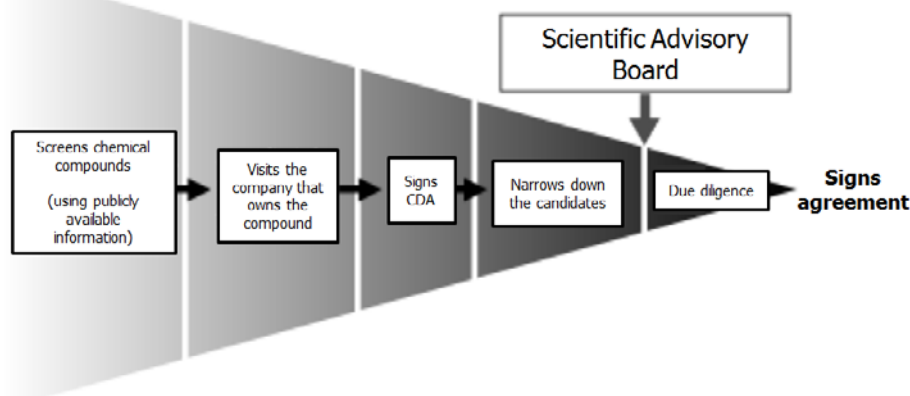 Scientific Advisory
Board
Screens chemical
compounds
(using publicly
available
information)
Visits the
company that
owns the
compound
Signs
CDA
Narrows down
the candidates
Due diligence
Signs
agreement